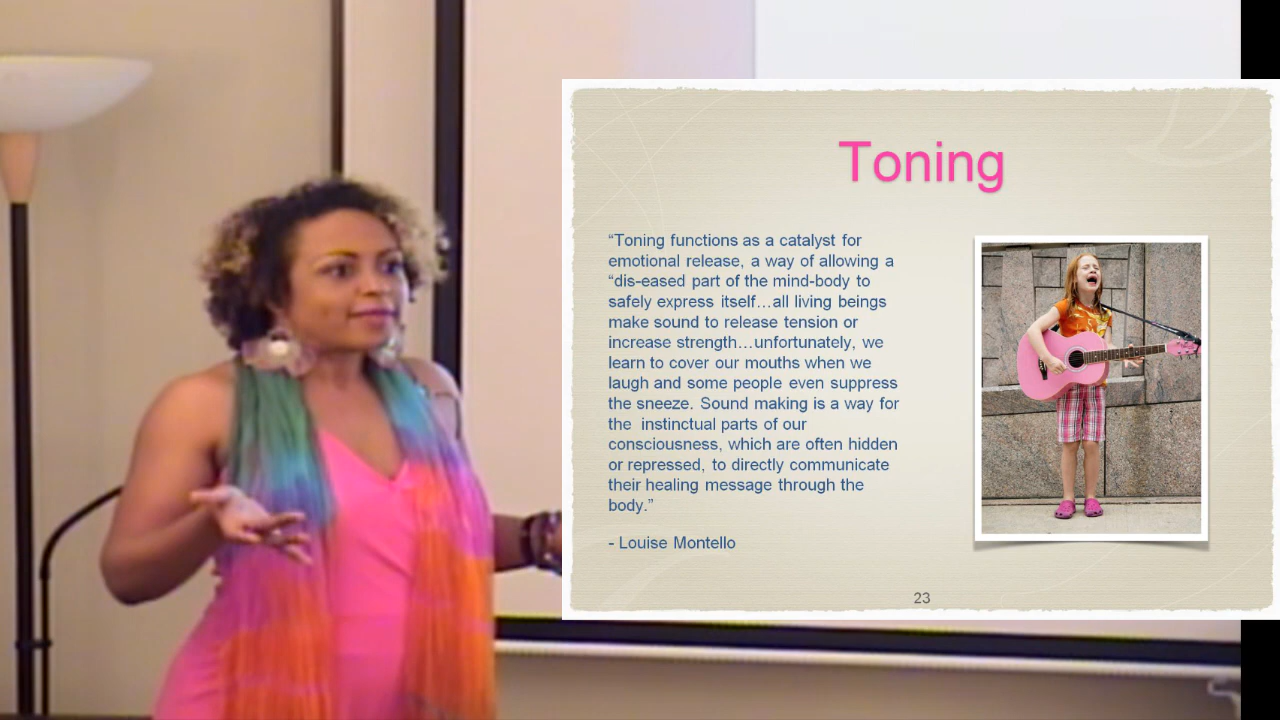 Toning
“Toning functions as a catalyst for
emotional release, a way of allowing a
“dis-eased part of the mind-body to
safely express itself…all living beings
make sound to release tension or
increase strength…unfortunately, we
learn to cover our mouths when we
laugh and some people even suppress
the sneeze. Sound making is a way for
the  instinctual parts of our
consciousness, which are often hidden
or repressed, to directly communicate
their healing message through the
body.”
- Louise Montello
23